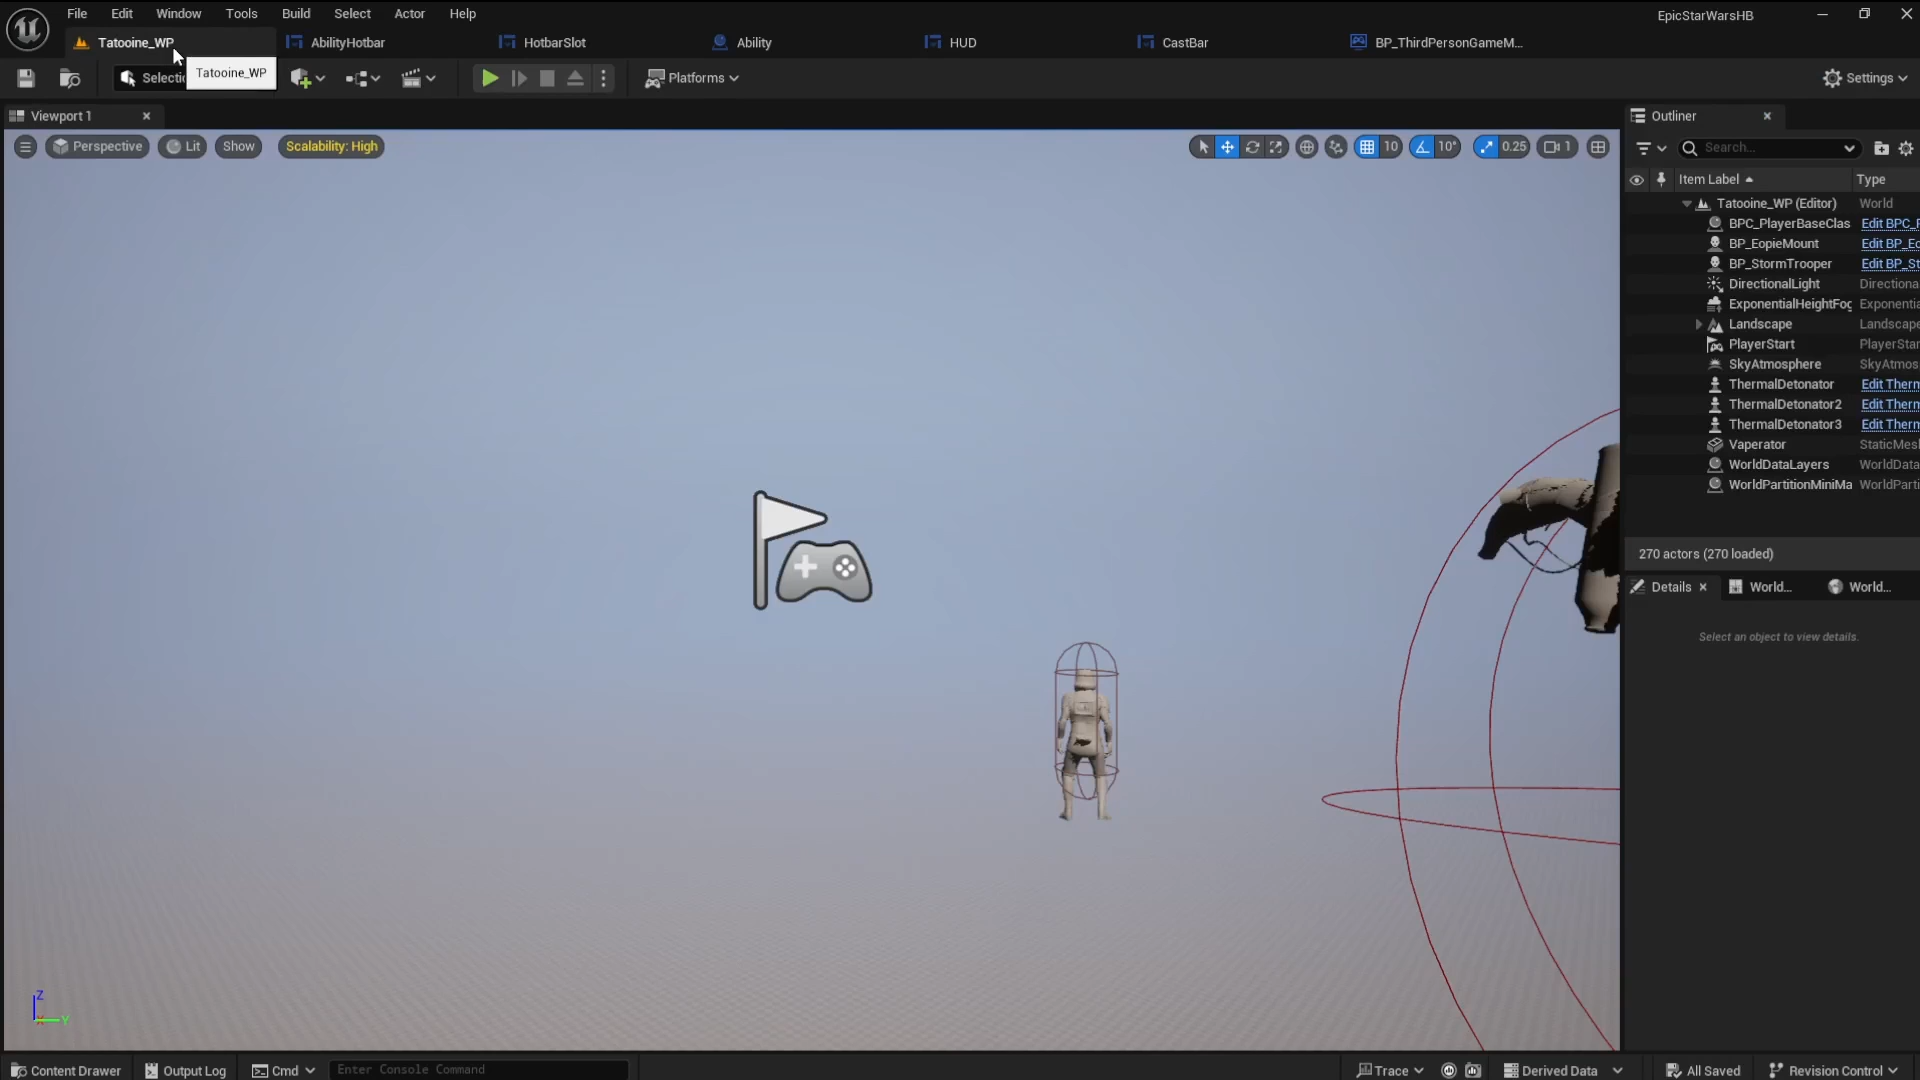 File Edit Window Tools Build Select Actor Help
EpicStarWarsHB
Tatooine_WP AbilityHotbar HotbarSlot Ability HUD CastBar BP_ThirdPersonGameM...
Selectio Platforms Settings
Tatooine_WP
Viewport 1
Perspective Lit Show Scalability: High
10 10° 0.25 1
Outliner
Search...
Item Label Type
Tatooine_WP (Editor) World
BPC_PlayerBaseClas Edit BPC_P
BP_EopieMount Edit BP_Eo
BP_StormTrooper Edit BP_St
DirectionalLight Directiona
ExponentialHeightFog Exponentia
Landscape Landscape
PlayerStart PlayerStar
SkyAtmosphere SkyAtmos
ThermalDetonator Edit Therm
ThermalDetonator2 Edit Therm
ThermalDetonator3 Edit Therm
Vaperator StaticMesh
WorldDataLayers WorldData
WorldPartitionMiniMa WorldParti
270 actors (270 loaded)
Details World... World...
Select an object to view details.
Z
X Y
Content Drawer Output Log Cmd Enter Console Command Trace Derived Data All Saved Revision Control